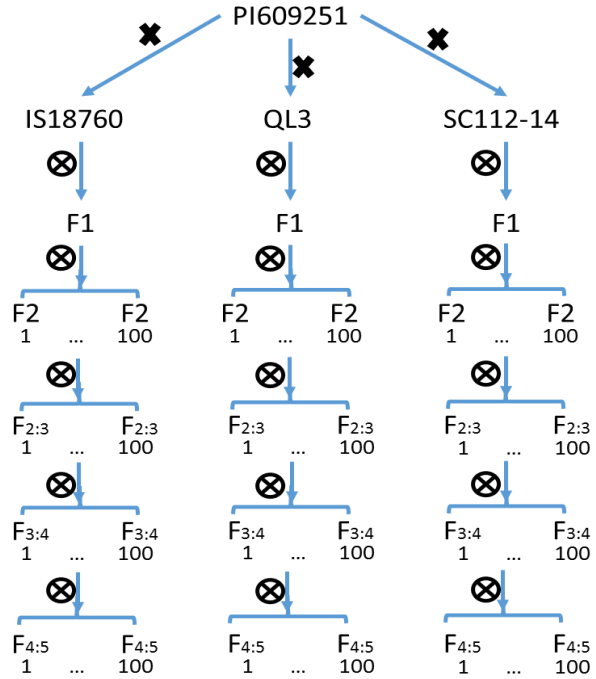 PI609251
IS18760 QL3 SC112-14
F1 F1 F1
F2 F2 F2 F2 F2 F2
1 ... 100 1 ... 100 1 ... 100
F2:3 F2:3 F2:3 F2:3 F2:3 F2:3
1 ... 100 1 ... 100 1 ... 100
F3:4 F3:4 F3:4 F3:4 F3:4 F3:4
1 ... 100 1 ... 100 1 ... 100
F4:5 F4:5 F4:5 F4:5 F4:5 F4:5
1 ... 100 1 ... 100 1 ... 100